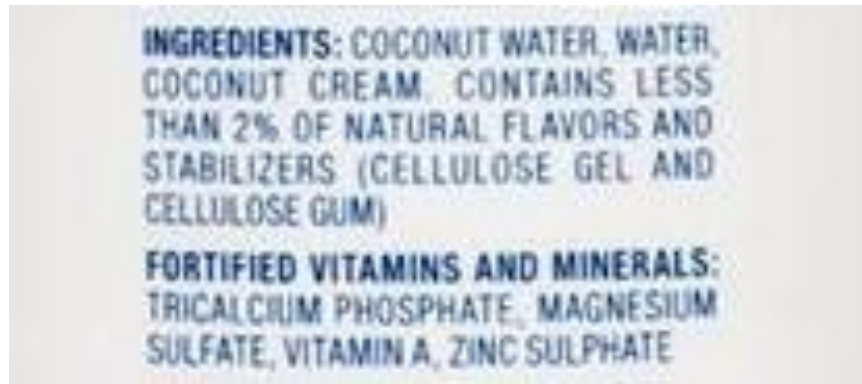 INGREDIENTS: COCONUT WATER, WATER,
COCONUT CREAM. CONTAINS LESS
THAN 2% OF NATURAL FLAVORS AND
STABILIZERS (CELLULOSE GEL AND
CELLULOSE GUM)
FORTIFIED VITAMINS AND MINERALS:
TRICALCIUM PHOSPHATE, MAGNESIUM
SULFATE, VITAMIN A, ZINC SULPHATE